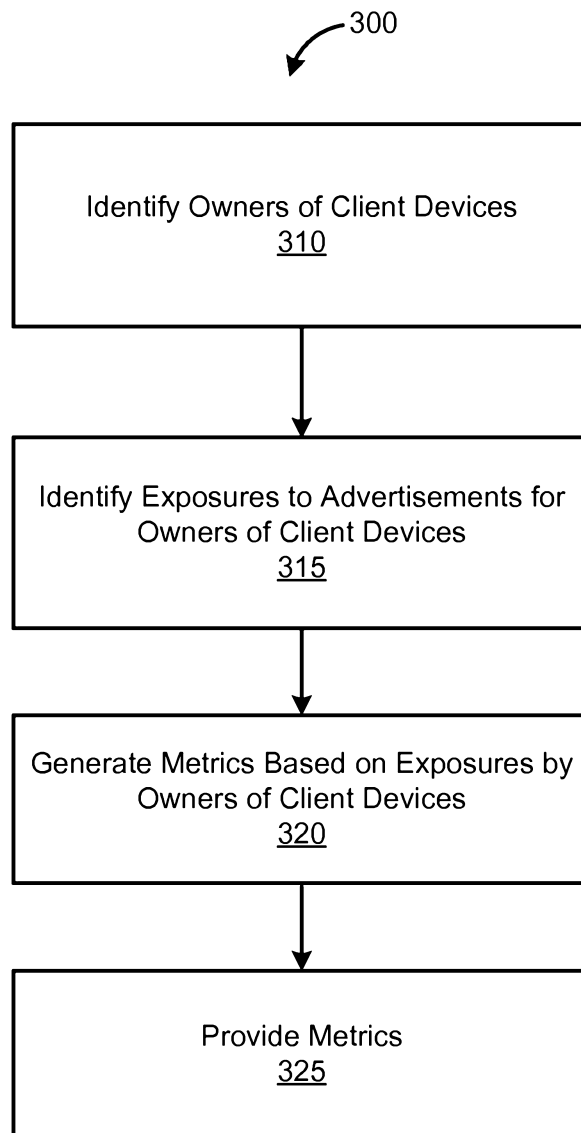 300
Identify Owners of Client Devices
310
Identify Exposures to Advertisements for
Owners of Client Devices
315
Generate Metrics Based on Exposures by
Owners of Client Devices
320
Provide Metrics
325